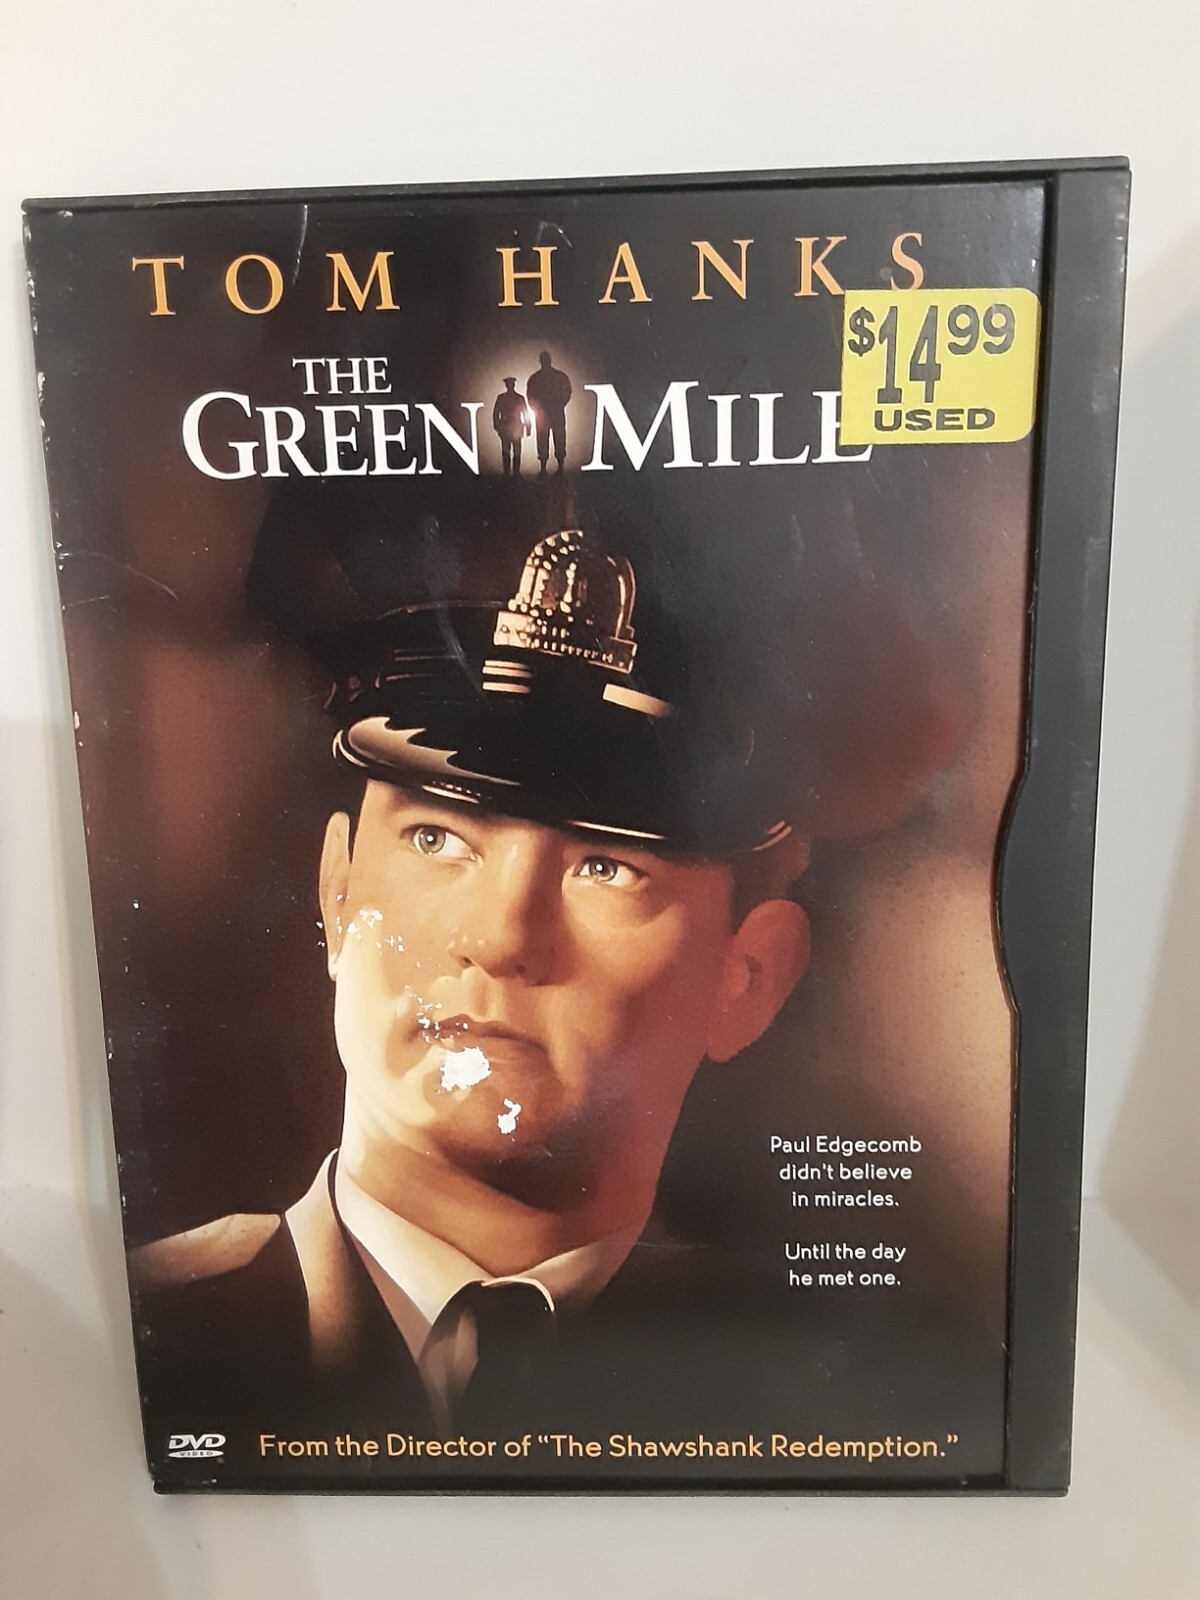 TOM HANKS
$14.99
USED
THE
GREEN MILE
Paul Edgecomb
didn't believe
in miracles.
Until the day
he met one.
DVD
VIDEO
From the Director of “The Shawshank Redemption.”